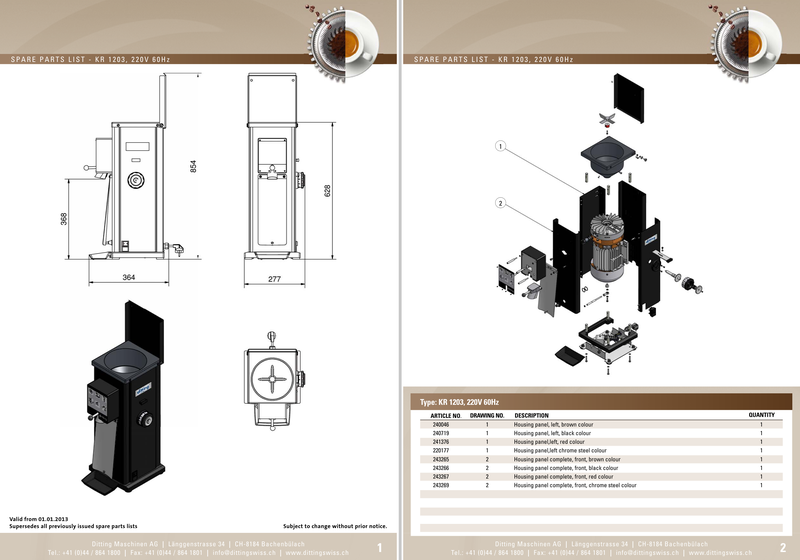 SPARE PARTS LIST - KR 1203, 220V 60Hz
854
628
368
364
277
Valid from 01.01.2013
Supersedes all previously issued spare parts lists
Subject to change without prior notice.
Ditting Maschinen AG | Länggenstrasse 34 | CH-8184 Bachenbülach
Tel.: +41 (0)44 / 864 1800 | Fax: +41 (0)44 / 864 1801 | info@dittingswiss.ch | www.dittingswiss.ch
1
SPARE PARTS LIST - KR 1203, 220V 60Hz
1
2
Type: KR 1203, 220V 60Hz
ARTICLE NO. DRAWING NO. DESCRIPTION QUANTITY
240046 1 Housing panel, left, brown colour 1
240719 1 Housing panel, left, black colour 1
241376 1 Housing panel,left, red colour 1
220177 1 Housing panel,left chrome steel colour 1
243265 2 Housing panel complete, front, brown colour 1
243266 2 Housing panel complete, front, black colour 1
243267 2 Housing panel complete, front, red colour 1
243269 2 Housing panel complete, front, chrome steel colour 1
Ditting Maschinen AG | Länggenstrasse 34 | CH-8184 Bachenbülach
Tel.: +41 (0)44 / 864 1800 | Fax: +41 (0)44 / 864 1801 | info@dittingswiss.ch | www.dittingswiss.ch
2